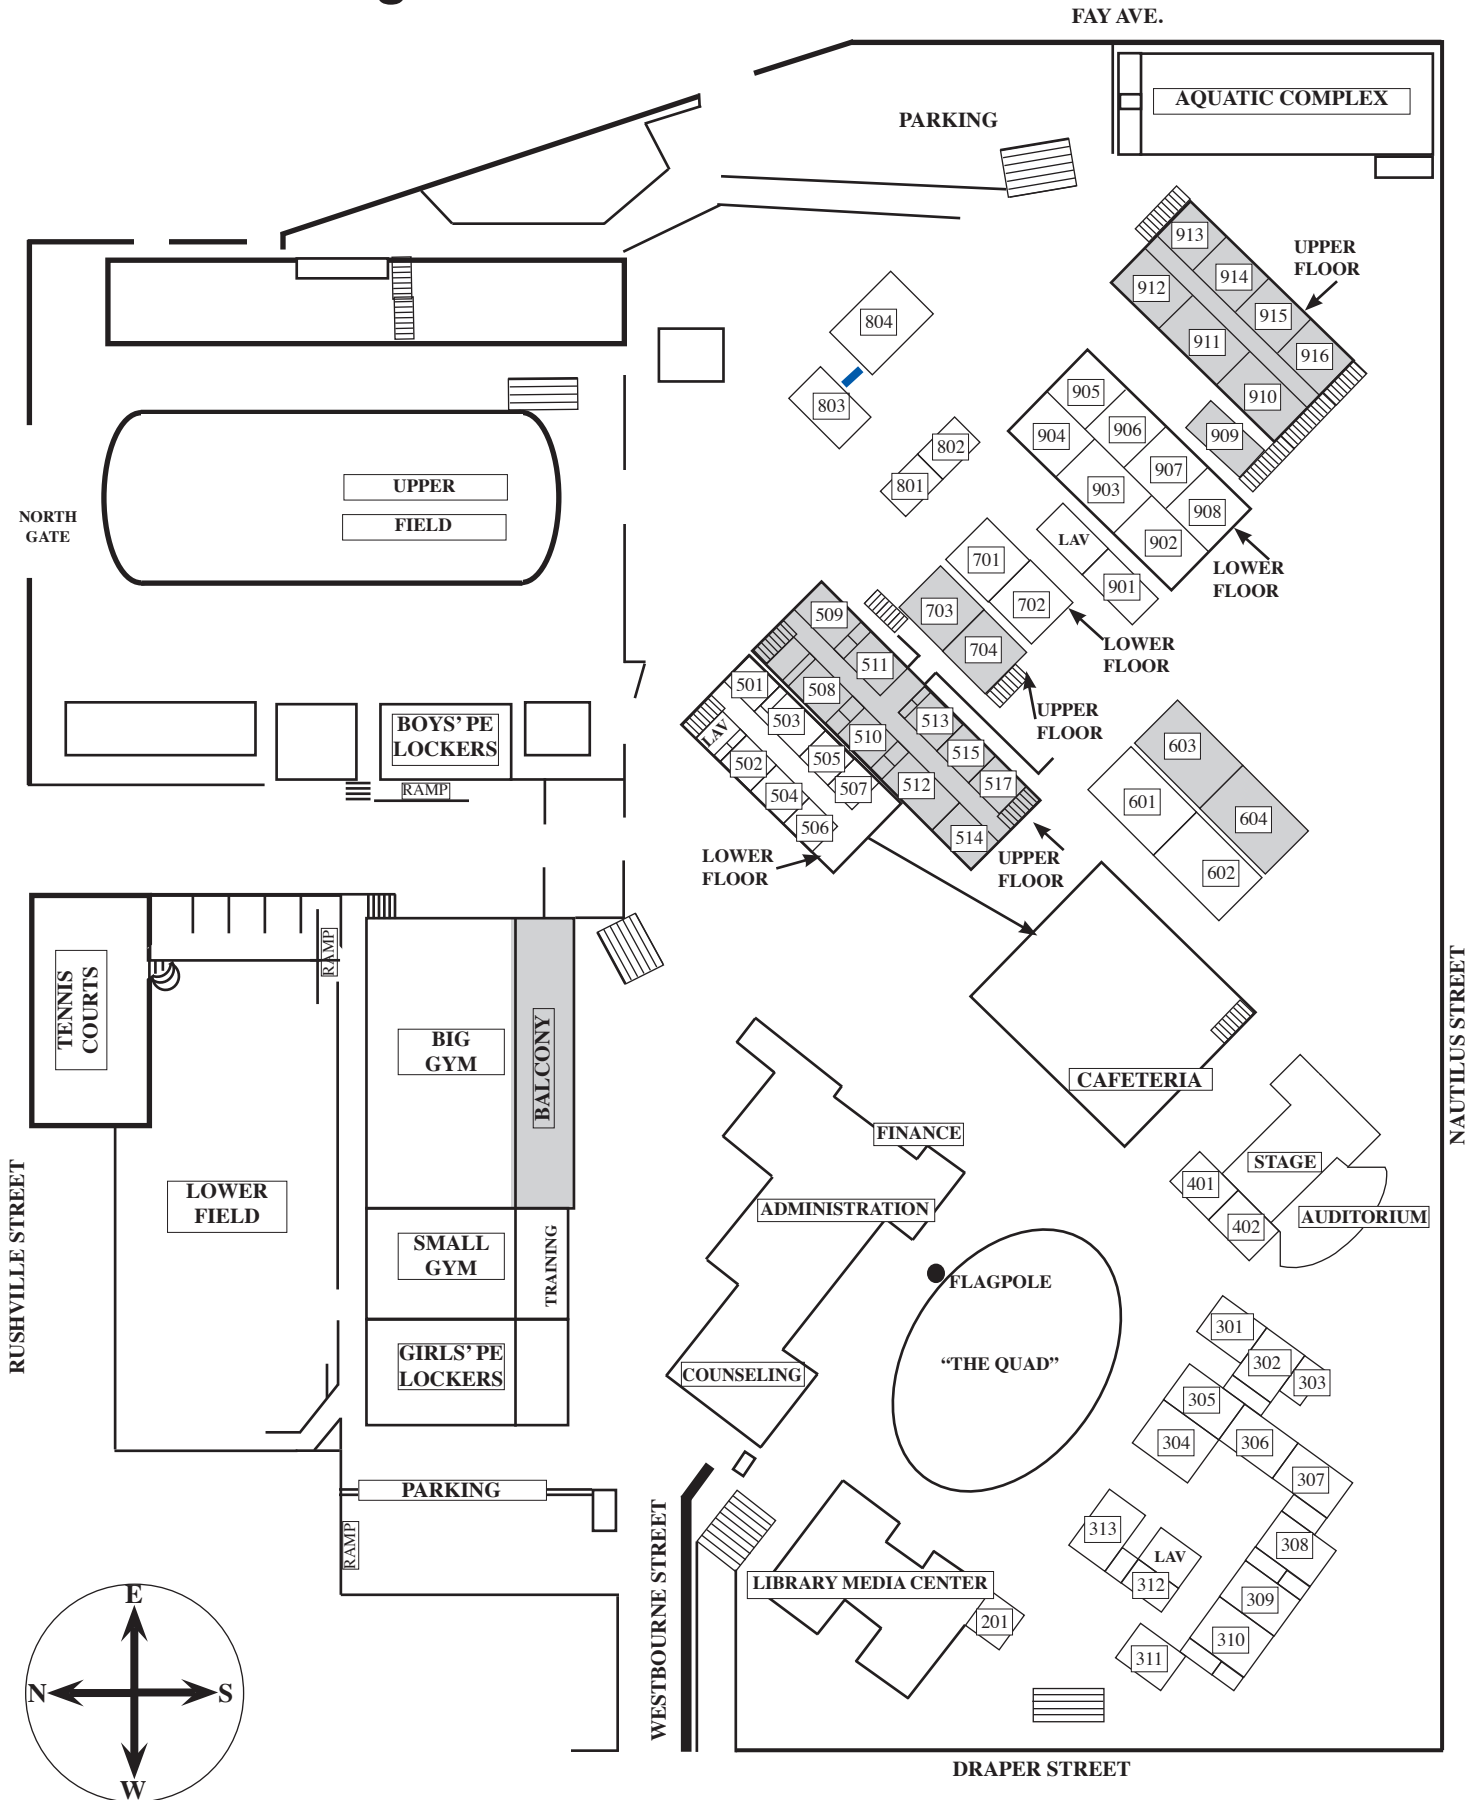 FAY AVE.
AQUATIC COMPLEX
PARKING
913
UPPER
FLOOR
914
912
915
911
916
910
909
804
803
905
906
904
907
903
908
902
802
801
LAV
901
LOWER
FLOOR
UPPER
FIELD
NORTH
GATE
701
702
703
704
LOWER
FLOOR
UPPER
FLOOR
509
511
508
513
510
515
512
517
514
UPPER
FLOOR
501
503
LAV
502
505
504
507
506
LOWER
FLOOR
603
604
601
602
BOYS' PE
LOCKERS
RAMP
TENNIS
COURTS
RAMP
BIG
GYM
BALCONY
CAFETERIA
NAUTILUS STREET
FINANCE
ADMINISTRATION
STAGE
401
402
AUDITORIUM
RUSHVILLE STREET
LOWER
FIELD
SMALL
GYM
TRAINING
FLAGPOLE
"THE QUAD"
GIRLS' PE
LOCKERS
COUNSELING
301
302
303
305
304
306
307
313
LAV
312
308
309
310
311
PARKING
RAMP
WESTBOURNE STREET
LIBRARY MEDIA CENTER
201
E
N
S
W
DRAPER STREET